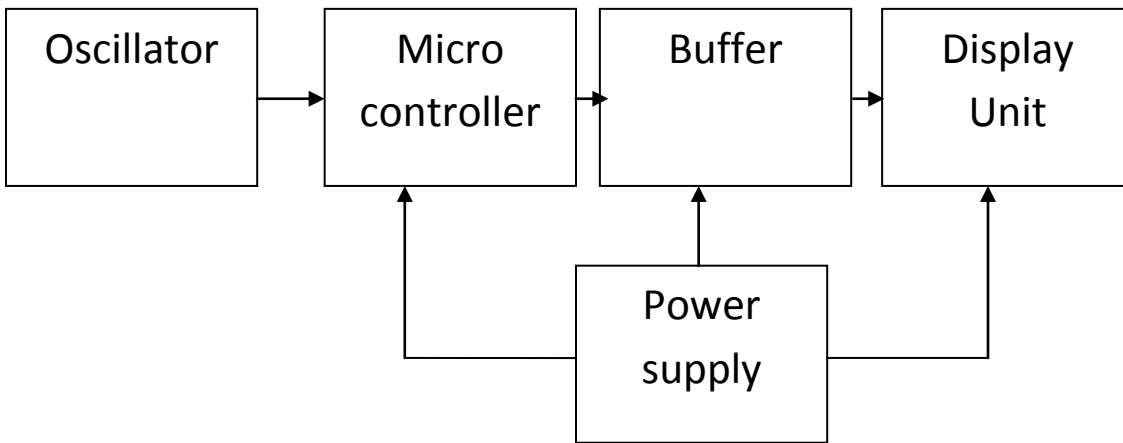 Oscillator
Micro
controller
Buffer
Display
Unit
Power
supply